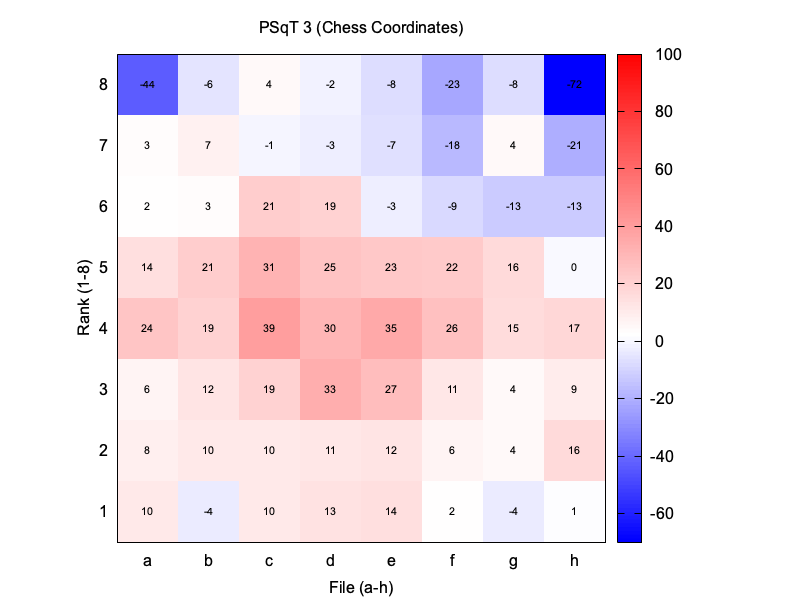 PSqT 3 (Chess Coordinates)
8 -44 -6 4 -2 -8 -23 -8 -72
7 3 7 -1 -3 -7 -18 4 -21
6 2 3 21 19 -3 -9 -13 -13
5 14 21 31 25 23 22 16 0
4 24 19 39 30 35 26 15 17
3 6 12 19 33 27 11 4 9
2 8 10 10 11 12 6 4 16
1 10 -4 10 13 14 2 -4 1
a b c d e f g h
File (a-h)
Rank (1-8)
100
80
60
40
20
0
-20
-40
-60